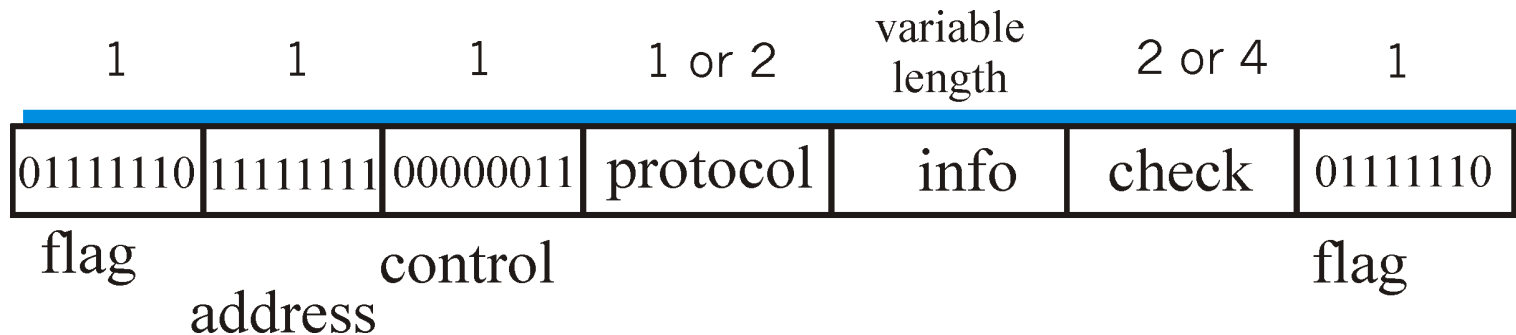 1 1 1 1 or 2 variable length 2 or 4 1
01111110 11111111 00000011 protocol info check 01111110
flag address control flag